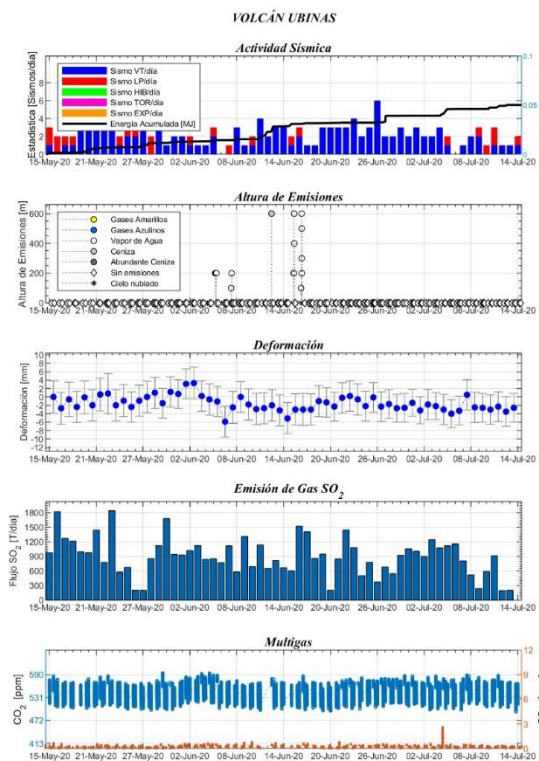 VOLCÁN UBINAS
Actividad Sísmica
Estadística [Sismos/día]
Sismo VT/día
Sismo LP/día
Sismo HIB/día
Sismo TOR/día
Sismo EXP/día
Energía Acumulada [MJ]
8
6
4
2
0
0.1
0.05
0
15-May-20 21-May-20 27-May-20 02-Jun-20 08-Jun-20 14-Jun-20 20-Jun-20 26-Jun-20 02-Jul-20 08-Jul-20 14-Jul-20
Altura de Emisiones
Altura de Emisiones [m]
Gases Amarillos
Gases Azulinos
Vapor de Agua
Ceniza
Abundante Ceniza
Sin emisiones
Cielo nublado
600
400
200
0
15-May-20 21-May-20 27-May-20 02-Jun-20 08-Jun-20 14-Jun-20 20-Jun-20 26-Jun-20 02-Jul-20 08-Jul-20 14-Jul-20
Deformación
Deformación [mm]
10
8
6
4
2
0
-2
-4
-6
-8
-10
-12
15-May-20 21-May-20 27-May-20 02-Jun-20 08-Jun-20 14-Jun-20 20-Jun-20 26-Jun-20 02-Jul-20 08-Jul-20 14-Jul-20
Emisión de Gas SO2
Flujo SO2 [T/día]
1800
1500
1200
900
600
300
0
15-May-20 21-May-20 27-May-20 02-Jun-20 08-Jun-20 14-Jun-20 20-Jun-20 26-Jun-20 02-Jul-20 08-Jul-20 14-Jul-20
Multigas
CO2 [ppm]
590
531
472
413
12
9
6
3
0
15-May-20 21-May-20 27-May-20 02-Jun-20 08-Jun-20 14-Jun-20 20-Jun-20 26-Jun-20 02-Jul-20 08-Jul-20 14-Jul-20